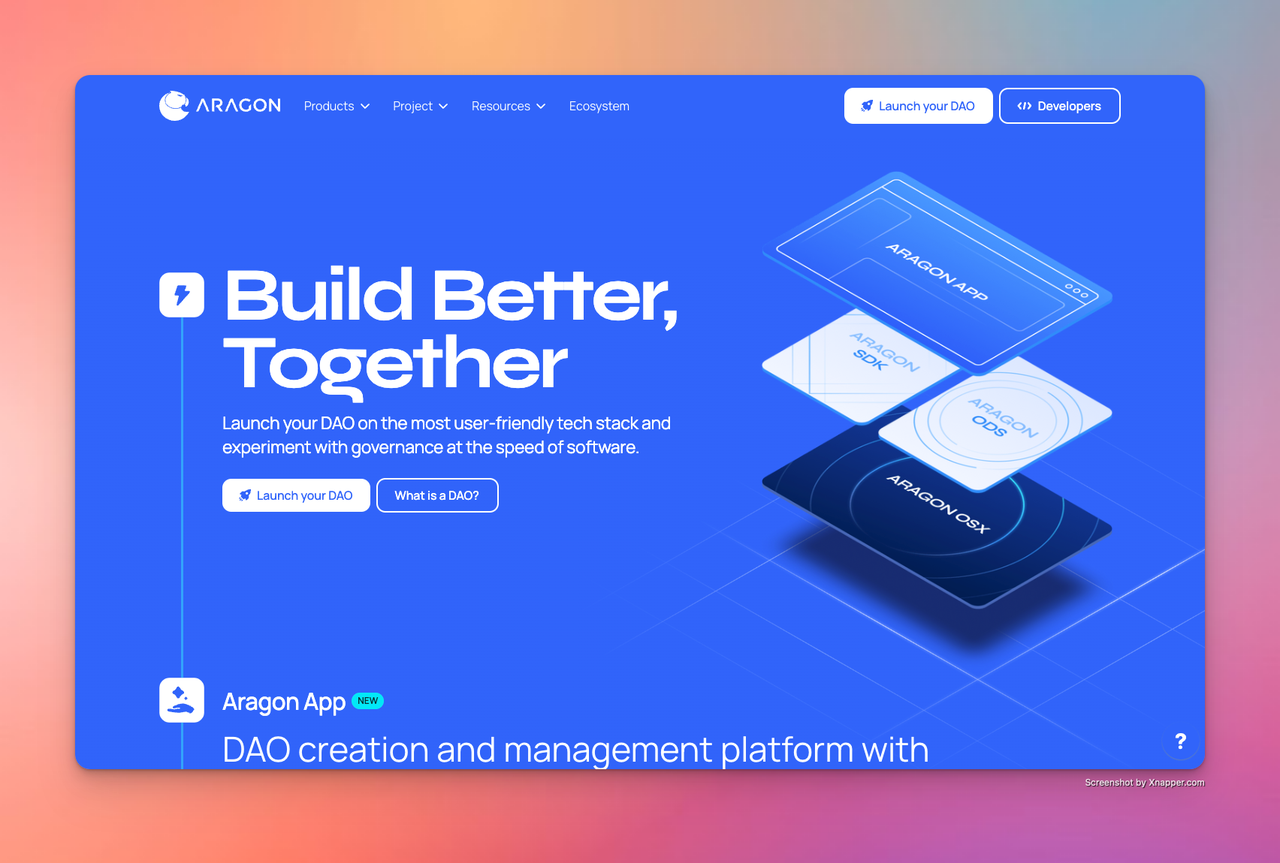 ARAGON
Products
Project
Resources
Ecosystem
Launch your DAO
Developers
Build Better,
Together
Launch your DAO on the most user-friendly tech stack and
experiment with governance at the speed of software.
Launch your DAO
What is a DAO?
ARAGON APP
ARAGON
SDK
ARAGON
ODS
ARAGON OSX
Aragon App NEW
DAO creation and management platform with
?
Screenshot by Xnapper.com